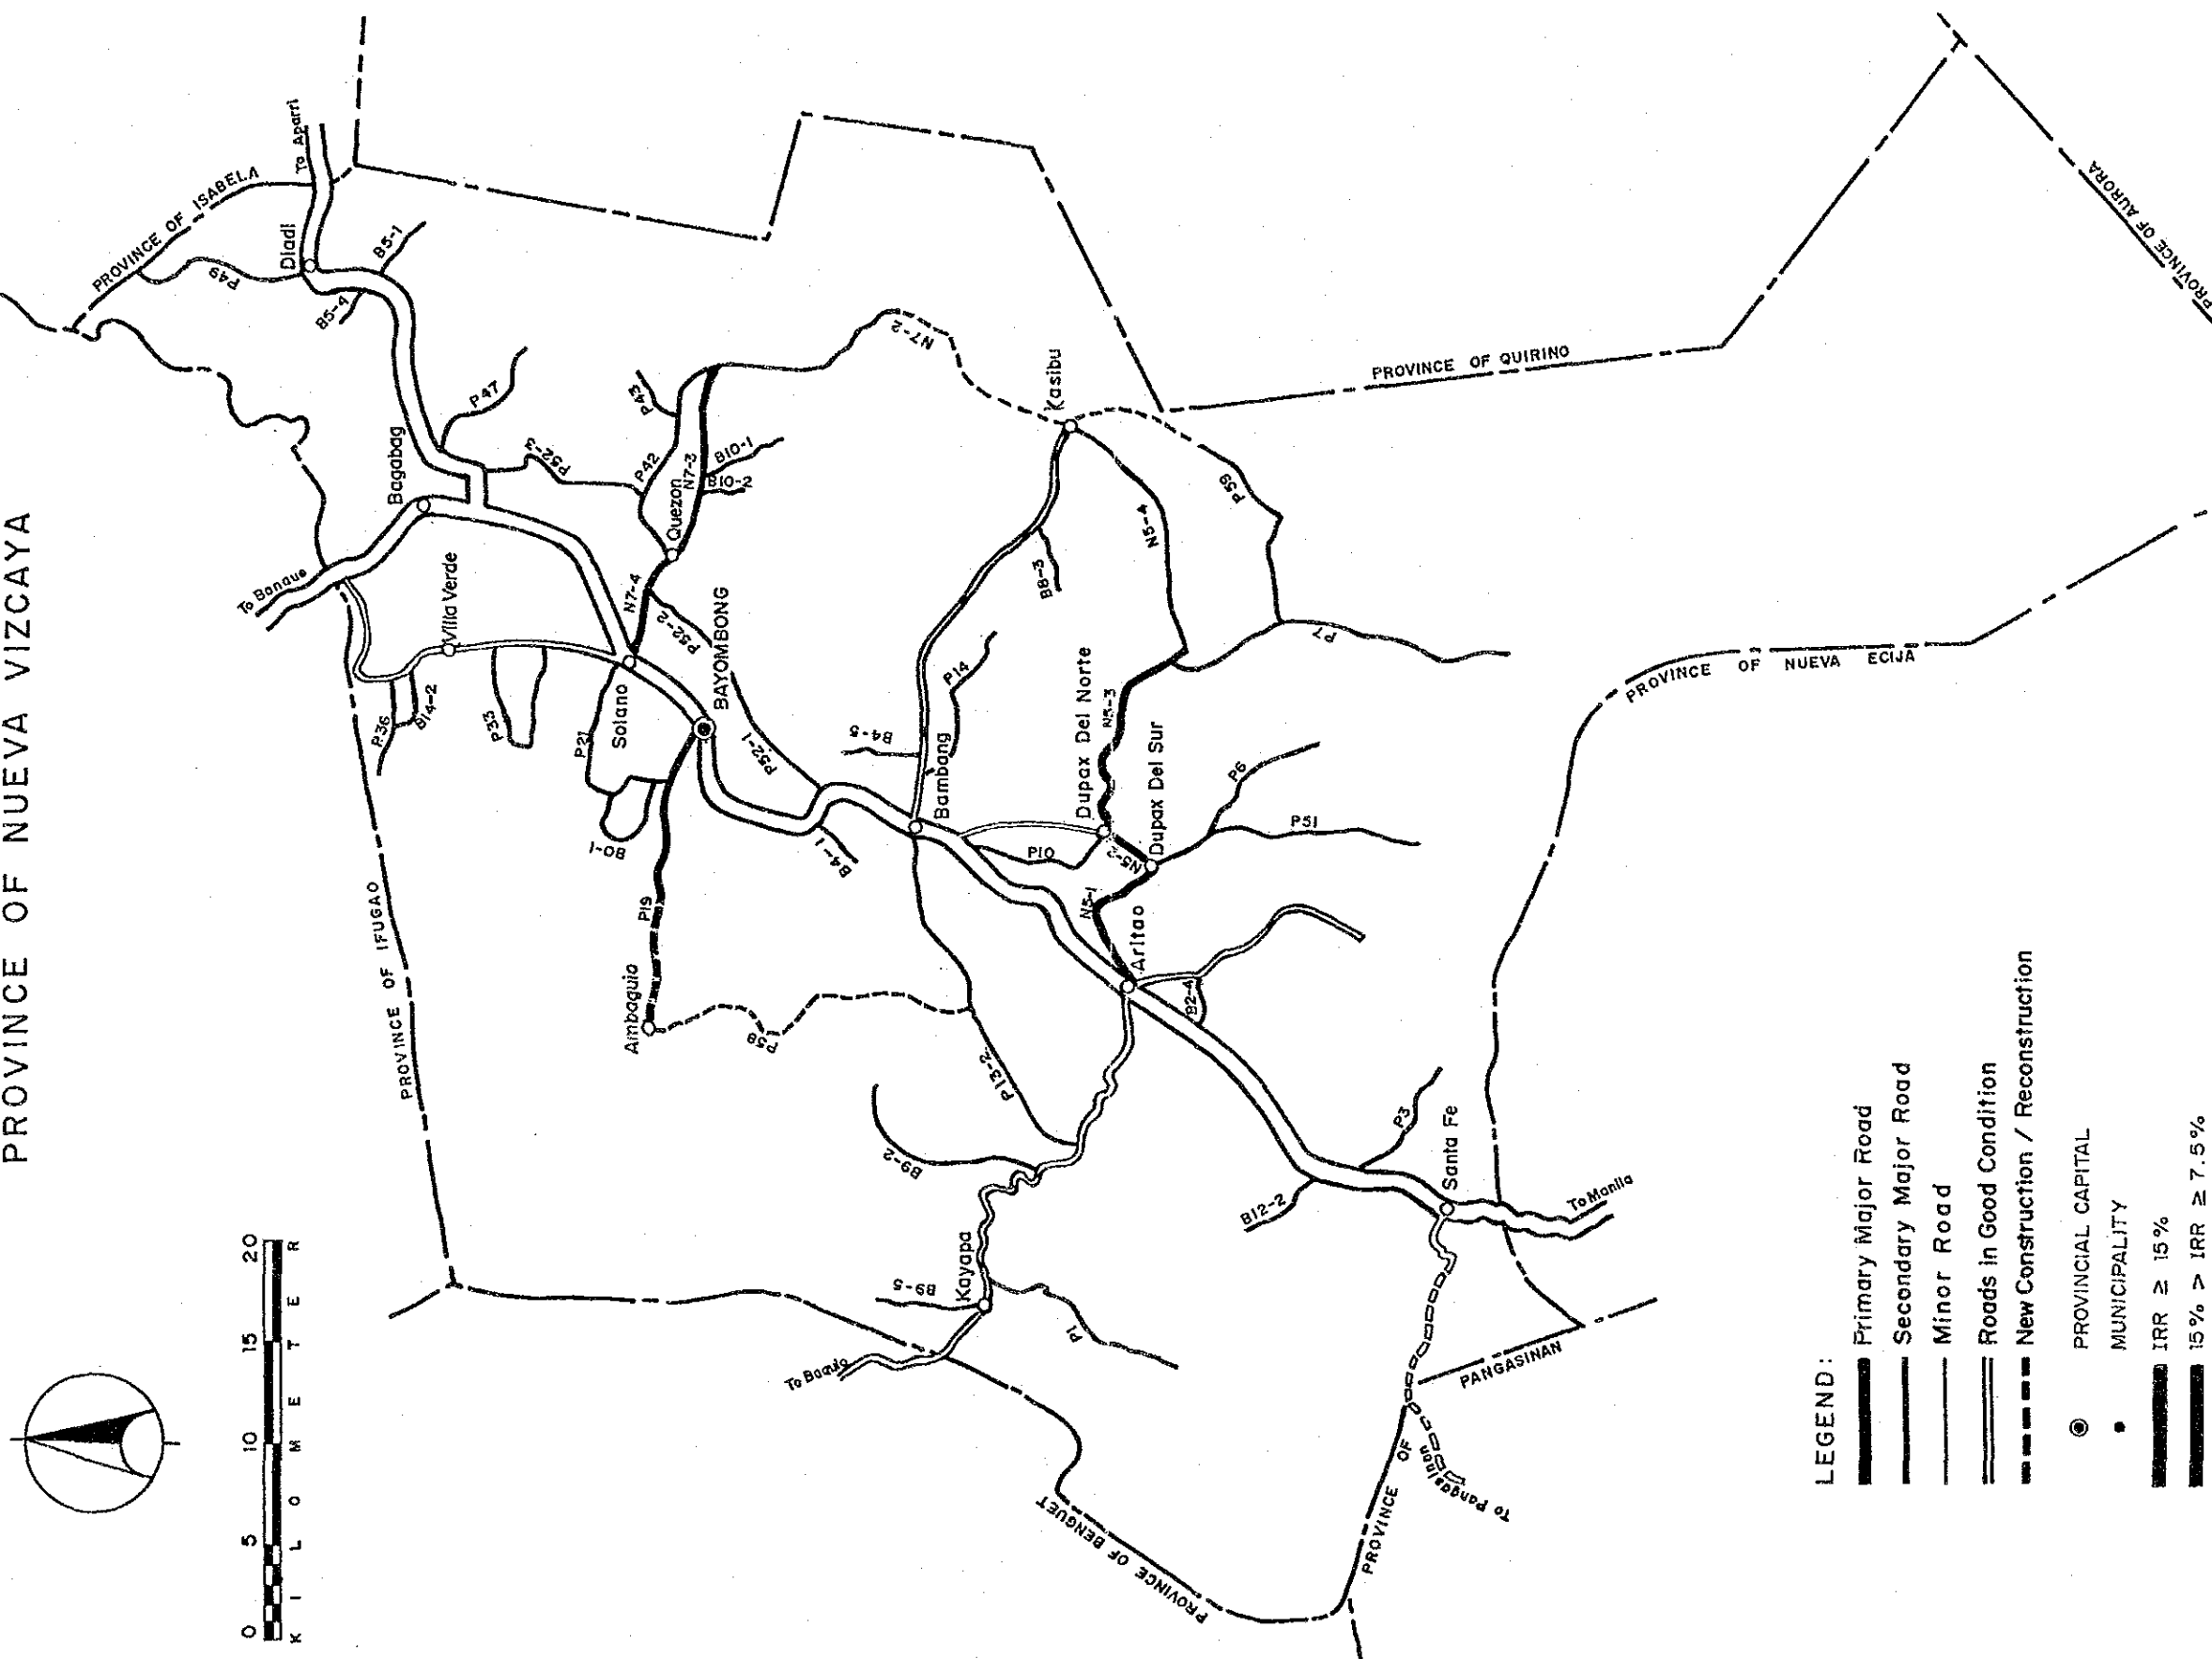 PROVINCE OF NUEVA VIZCAYA
0 5 10 15 20
KILOMETER
PROVINCE OF ISABELA
To Aparri
Diadi
P49
B5-1
B5-4
To Banaue
Bagabag
P47
P52-3
P43
P42
N7-3
B10-1
B10-2
Quezon
N7-4
P52-2
N7-2
Villa Verde
P.36
B14-2
P33
P21
Solano
BAYOMBONG
P52-1
B0-1
P19
Ambaguio
P58
PROVINCE OF IFUGAO
B4-1
B4-5
Bambang
P14
B8-3
Kasibu
N5-4
P59
PROVINCE OF QUIRINO
PROVINCE OF AURORA
P7
Dupax Del Norte
N5-3
Dupax Del Sur
N5-2
P10
N5-1
P6
P51
Aritao
B2-4
P13-2
B9-2
Kayapa
B9-5
P1
To Baguio
B12-2
P3
Santa Fe
To Manila
PROVINCE OF NUEVA ECIJA
PROVINCE OF BENGUET
PROVINCE OF PANGASINAN
To Pangasinan
LEGEND:
Primary Major Road
Secondary Major Road
Minor Road
Roads in Good Condition
New Construction / Reconstruction
PROVINCIAL CAPITAL
MUNICIPALITY
IRR ≥ 15%
15% > IRR ≥ 7.5%